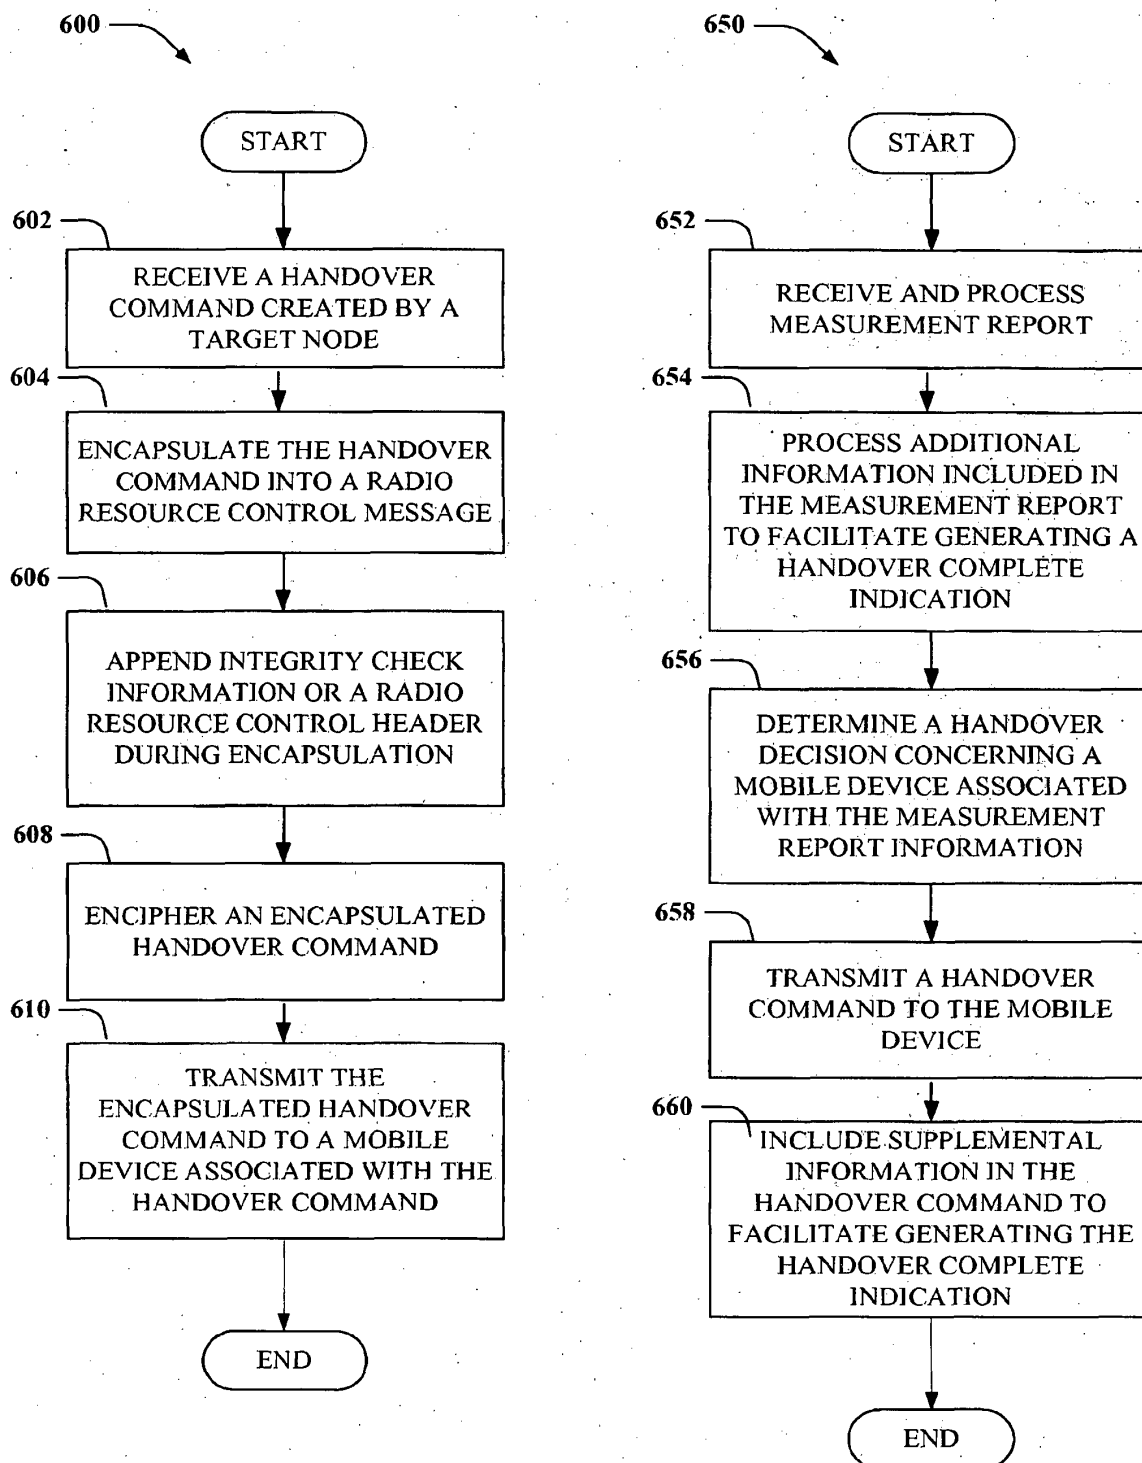 600
START
602
RECEIVE A HANDOVER
COMMAND CREATED BY A
TARGET NODE
604
ENCAPSULATE THE HANDOVER
COMMAND INTO A RADIO
RESOURCE CONTROL MESSAGE
606
APPEND INTEGRITY CHECK
INFORMATION OR A RADIO
RESOURCE CONTROL HEADER
DURING ENCAPSULATION
608
ENCIPHER AN ENCAPSULATED
HANDOVER COMMAND
610
TRANSMIT THE
ENCAPSULATED HANDOVER
COMMAND TO A MOBILE
DEVICE ASSOCIATED WITH THE
HANDOVER COMMAND
END
650
START
652
RECEIVE AND PROCESS
MEASUREMENT REPORT
654
PROCESS ADDITIONAL
INFORMATION INCLUDED IN
THE MEASUREMENT REPORT
TO FACILITATE GENERATING A
HANDOVER COMPLETE
INDICATION
656
DETERMINE A HANDOVER
DECISION CONCERNING A
MOBILE DEVICE ASSOCIATED
WITH THE MEASUREMENT
REPORT INFORMATION
658
TRANSMIT A HANDOVER
COMMAND TO THE MOBILE
DEVICE
660
INCLUDE SUPPLEMENTAL
INFORMATION IN THE
HANDOVER COMMAND TO
FACILITATE GENERATING THE
HANDOVER COMPLETE
INDICATION
END